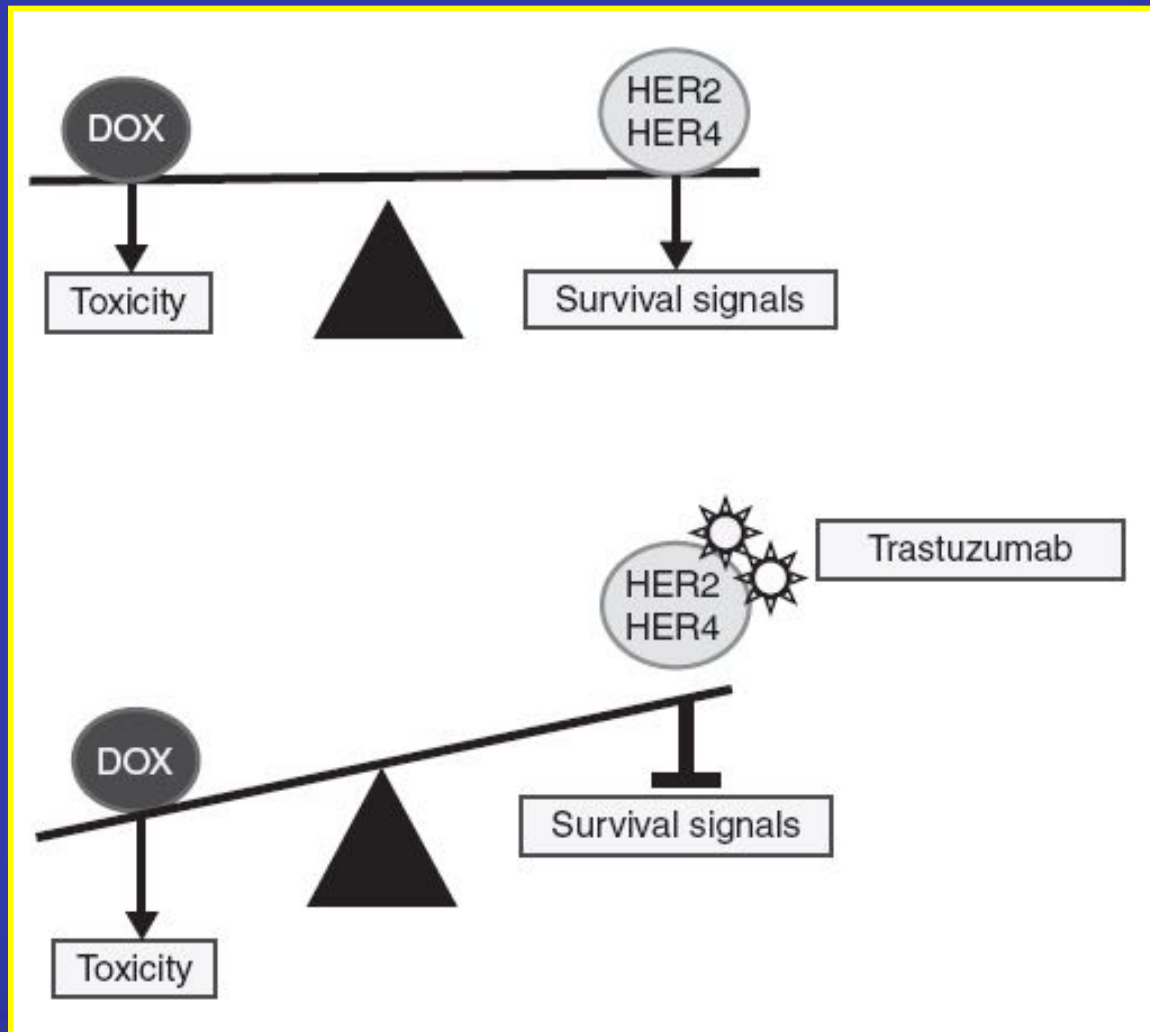 DOX
HER2
HER4
Toxicity
Survival signals
Trastuzumab
HER2
HER4
DOX
Survival signals
Toxicity